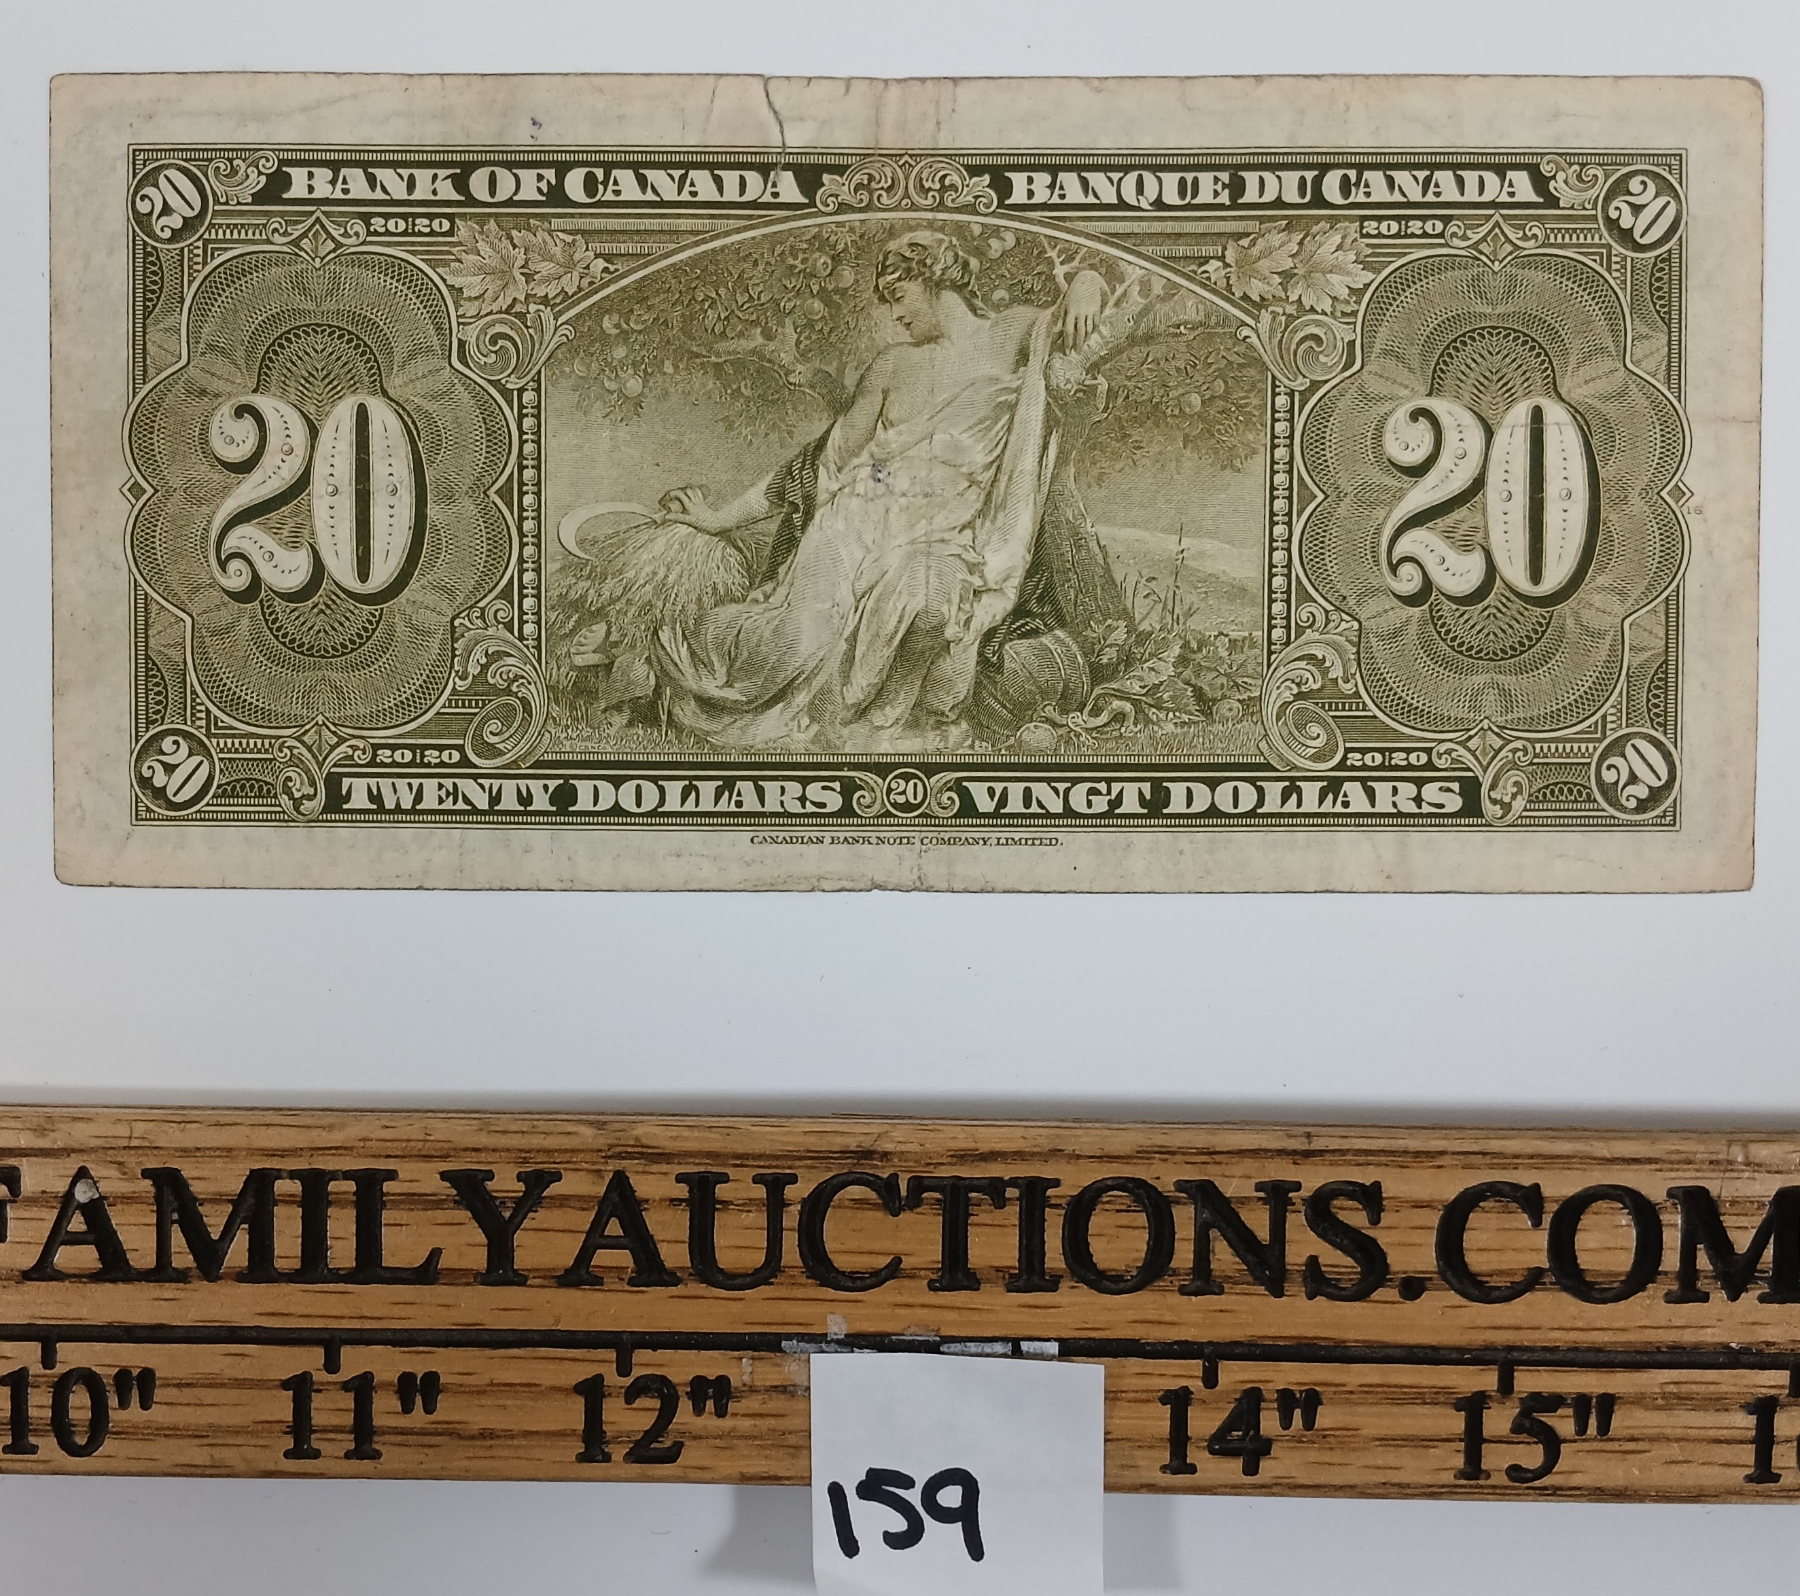 20 BANK OF CANADA BANQUE DU CANADA 20
20 20 20 20
20 20
16
20 20 20 20
20 TWENTY DOLLARS 20 VINGT DOLLARS 20
CANADIAN BANK NOTE COMPANY, LIMITED.
FAMILYAUCTIONS.COM
10" 11" 12" 14" 15"
159